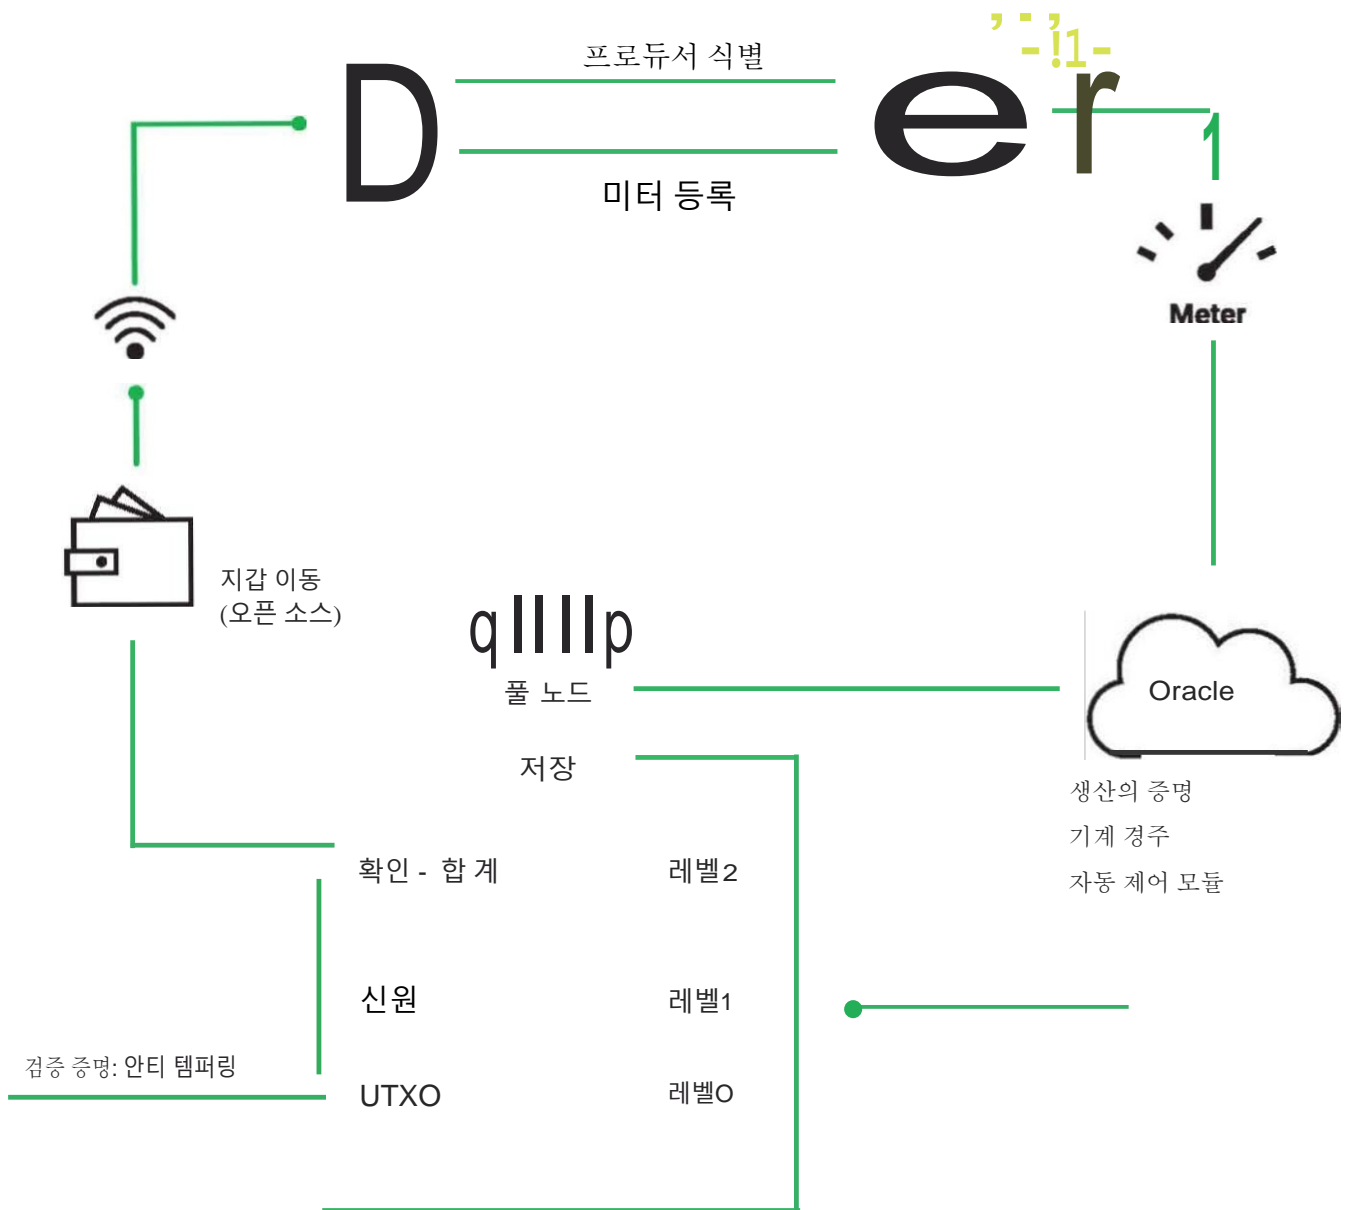 프로듀서 식별
D
er
미터 등록
Meter
지갑 이동
(오픈 소스)
풀 노드
Oracle
저장
생산의 증명
기계 경주
자동 제어 모듈
확인 - 합 계
레벨2
신원
레벨1
검증 증명: 안티 템퍼링
UTXO
레벨O